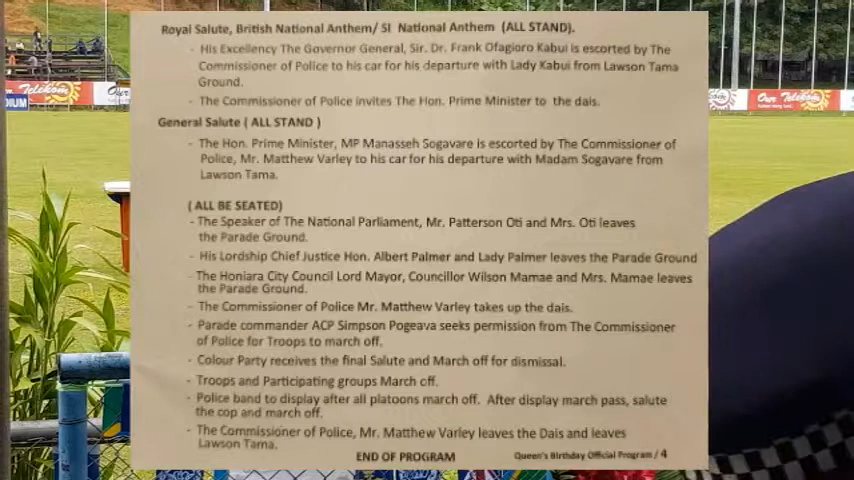 Royal Salute, British National Anthem/ SI National Anthem (ALL STAND).
- His Excellency The Governor General, Sir. Dr. Frank Ofagioro Kabui is escorted by The
Commissioner of Police to his car for his departure with Lady Kabui from Lawson Tama
Ground.
- The Commissioner of Police invites The Hon. Prime Minister to the dais.
General Salute ( ALL STAND )
- The Hon. Prime Minister, MP Manasseh Sogavare is escorted by The Commissioner of
Police, Mr. Matthew Varley to his car for his departure with Madam Sogavare from
Lawson Tama.
( ALL BE SEATED)
- The Speaker of The National Parliament, Mr. Patterson Oti and Mrs. Oti leaves
the Parade Ground.
- His Lordship Chief Justice Hon. Albert Palmer and Lady Palmer leaves the Parade Ground
- The Honiara City Council Lord Mayor, Councillor Wilson Mamae and Mrs. Mamae leaves
the Parade Ground.
- The Commissioner of Police Mr. Matthew Varley takes up the dais.
- Parade commander ACP Simpson Pogeava seeks permission from The Commissioner
of Police for Troops to march off.
- Colour Party receives the final Salute and March off for dismissal.
- Troops and Participating groups March off.
- Police band to display after all platoons march off. After display march pass, salute
the cop and march off.
- The Commissioner of Police, Mr. Matthew Varley leaves the Dais and leaves
Lawson Tama.
END OF PROGRAM
Queen's Birthday Official Program / 4
Our Telekom
Our Telekom